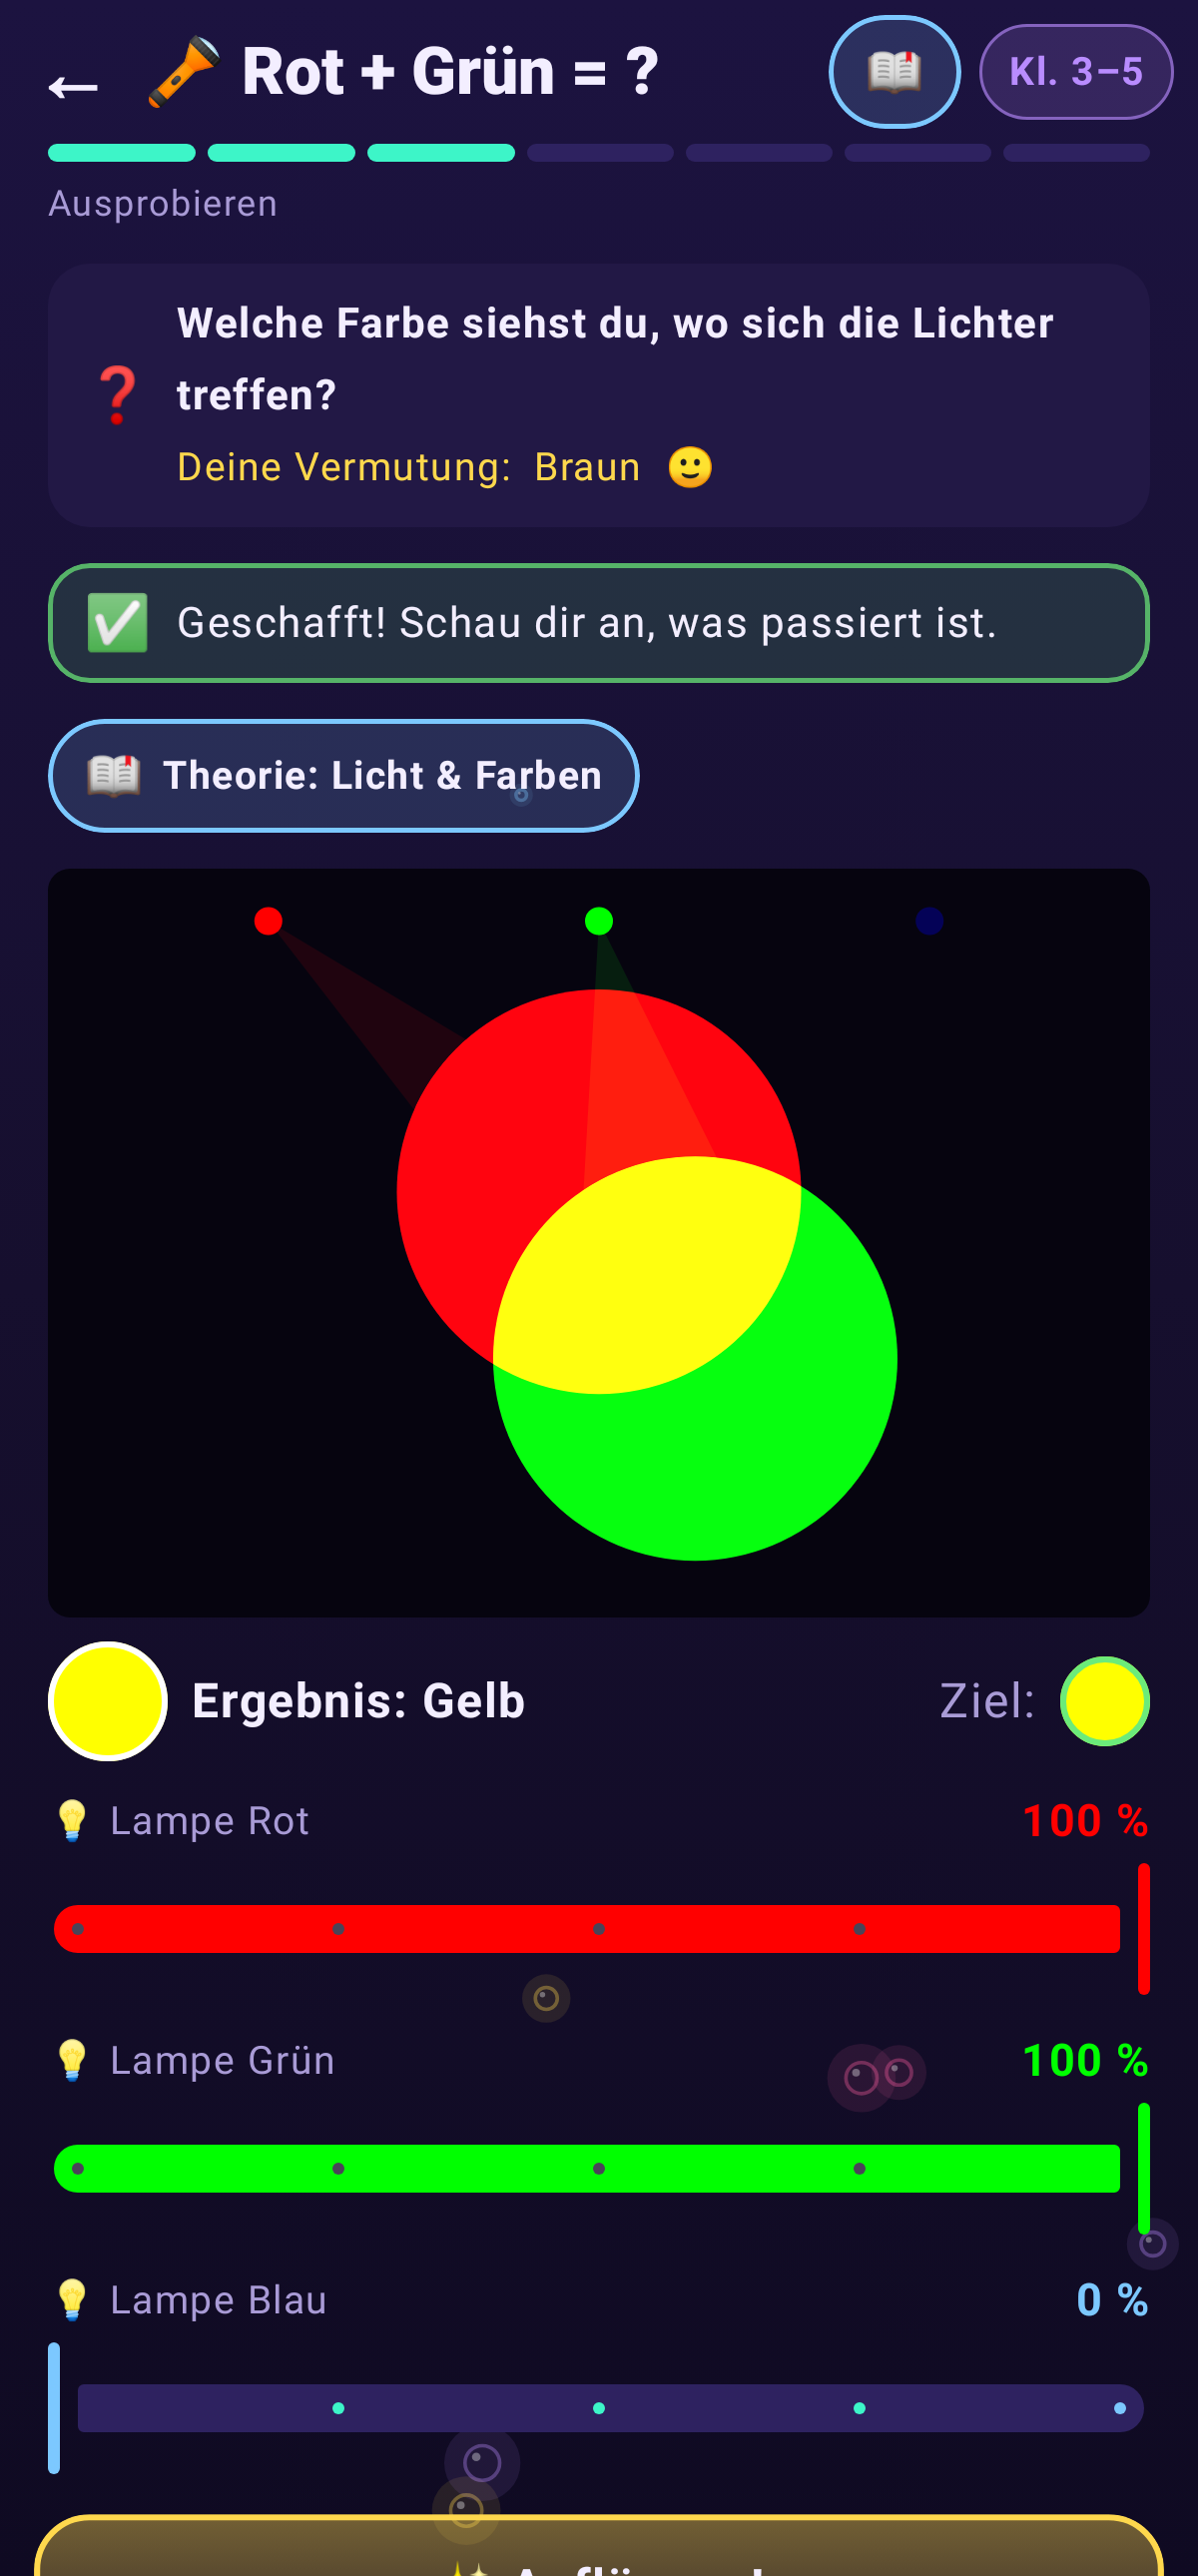 Rot + Grün = ?
Kl. 3–5
Ausprobieren
Welche Farbe siehst du, wo sich die Lichter
treffen?
Deine Vermutung: Braun
Geschafft! Schau dir an, was passiert ist.
Theorie: Licht & Farben
Ergebnis: Gelb
Ziel:
Lampe Rot
100 %
Lampe Grün
100 %
Lampe Blau
0 %